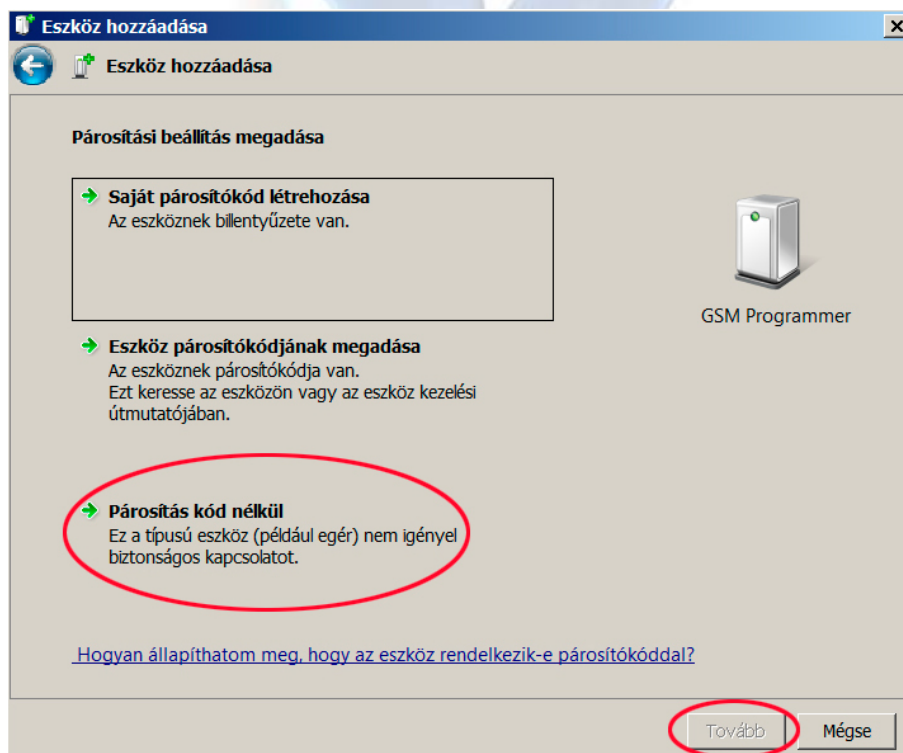 Eszköz hozzáadása
Eszköz hozzáadása
Párosítási beállítás megadása
Saját párosítókód létrehozása
Az eszköznek billentyűzete van.
GSM Programmer
Eszköz párosítókódjának megadása
Az eszköznek párosítókódja van.
Ezt keresse az eszközön vagy az eszköz kezelési
útmutatójában.
Párosítás kód nélkül
Ez a típusú eszköz (például egér) nem igényel
biztonságos kapcsolatot.
Hogyan állapíthatom meg, hogy az eszköz rendelkezik-e párosítókóddal?
Tovább Mégse